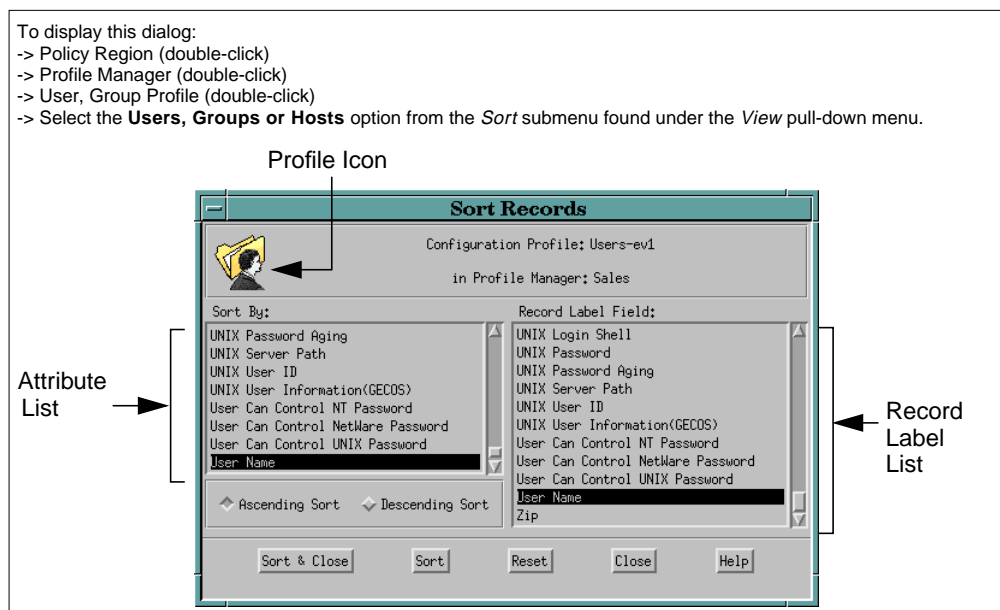 To display this dialog:
-> Policy Region (double-click)
-> Profile Manager (double-click)
-> User, Group Profile (double-click)
-> Select the Users, Groups or Hosts option from the Sort submenu found under the View pull-down menu.
Profile Icon
Sort Records
Configuration Profile: Users-ev1
in Profile Manager: Sales
Attribute
List
Sort By:
UNIX Password Aging
UNIX Server Path
UNIX User ID
UNIX User Information(GECOS)
User Can Control NT Password
User Can Control NetWare Password
User Can Control UNIX Password
User Name
Ascending Sort
Descending Sort
Record Label Field:
UNIX Login Shell
UNIX Password
UNIX Password Aging
UNIX Server Path
UNIX User ID
UNIX User Information(GECOS)
User Can Control NT Password
User Can Control NetWare Password
User Can Control UNIX Password
User Name
Zip
Record
Label
List
Sort & Close
Sort
Reset
Close
Help